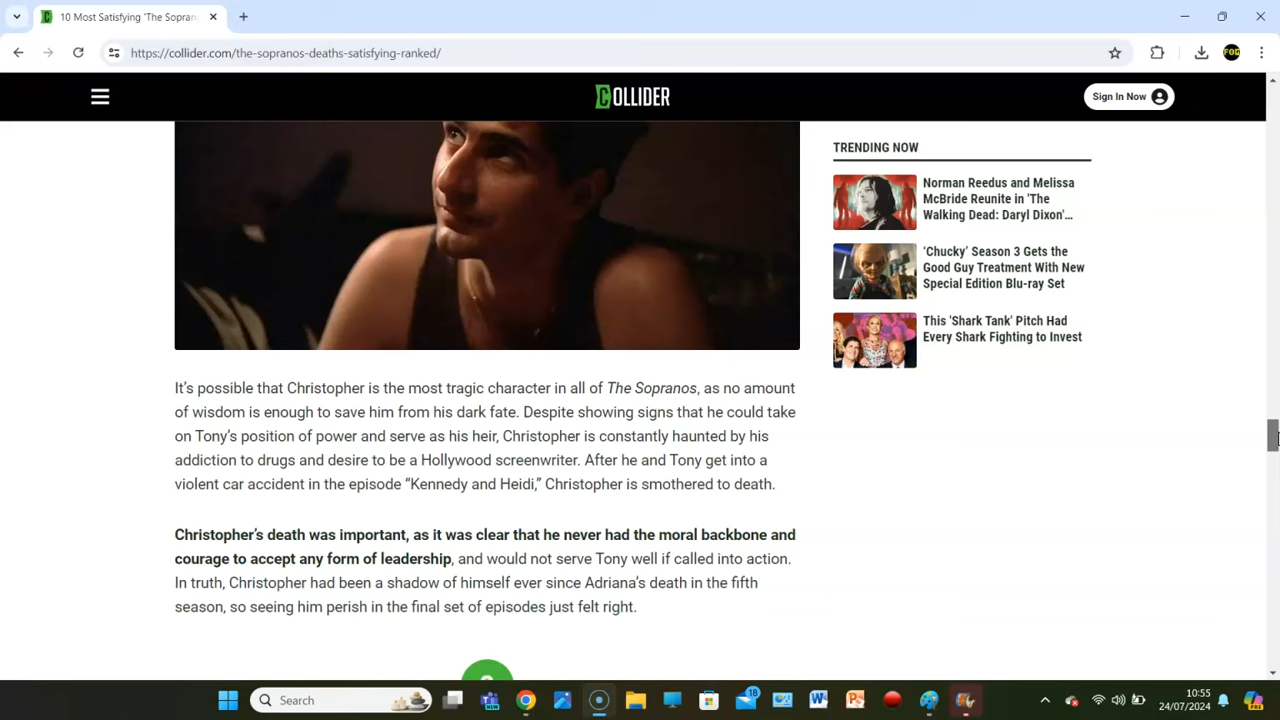 10 Most Satisfying 'The Sopran
https://collider.com/the-sopranos-deaths-satisfying-ranked/
COLLIDER
Sign In Now
TRENDING NOW
Norman Reedus and Melissa
McBride Reunite in 'The
Walking Dead: Daryl Dixon'…
'Chucky' Season 3 Gets the
Good Guy Treatment With New
Special Edition Blu-ray Set
This 'Shark Tank' Pitch Had
Every Shark Fighting to Invest
It's possible that Christopher is the most tragic character in all of The Sopranos, as no amount
of wisdom is enough to save him from his dark fate. Despite showing signs that he could take
on Tony's position of power and serve as his heir, Christopher is constantly haunted by his
addiction to drugs and desire to be a Hollywood screenwriter. After he and Tony get into a
violent car accident in the episode “Kennedy and Heidi,” Christopher is smothered to death.
Christopher's death was important, as it was clear that he never had the moral backbone and
courage to accept any form of leadership, and would not serve Tony well if called into action.
In truth, Christopher had been a shadow of himself ever since Adriana's death in the fifth
season, so seeing him perish in the final set of episodes just felt right.
Search
18
10:55
24/07/2024